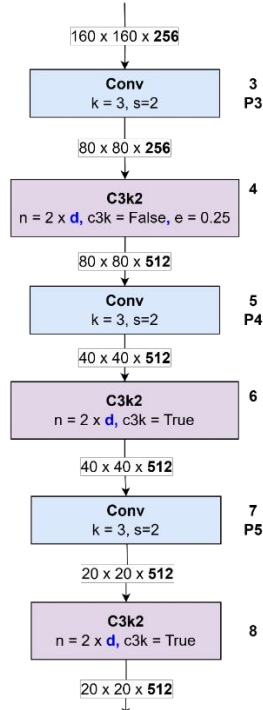 160 x 160 x 256
Conv
k = 3, s=2
3
P3
80 x 80 x 256
C3k2
n = 2 x d, c3k = False, e = 0.25
4
80 x 80 x 512
Conv
k = 3, s=2
5
P4
40 x 40 x 512
C3k2
n = 2 x d, c3k = True
6
40 x 40 x 512
Conv
k = 3, s=2
7
P5
20 x 20 x 512
C3k2
n = 2 x d, c3k = True
8
20 x 20 x 512